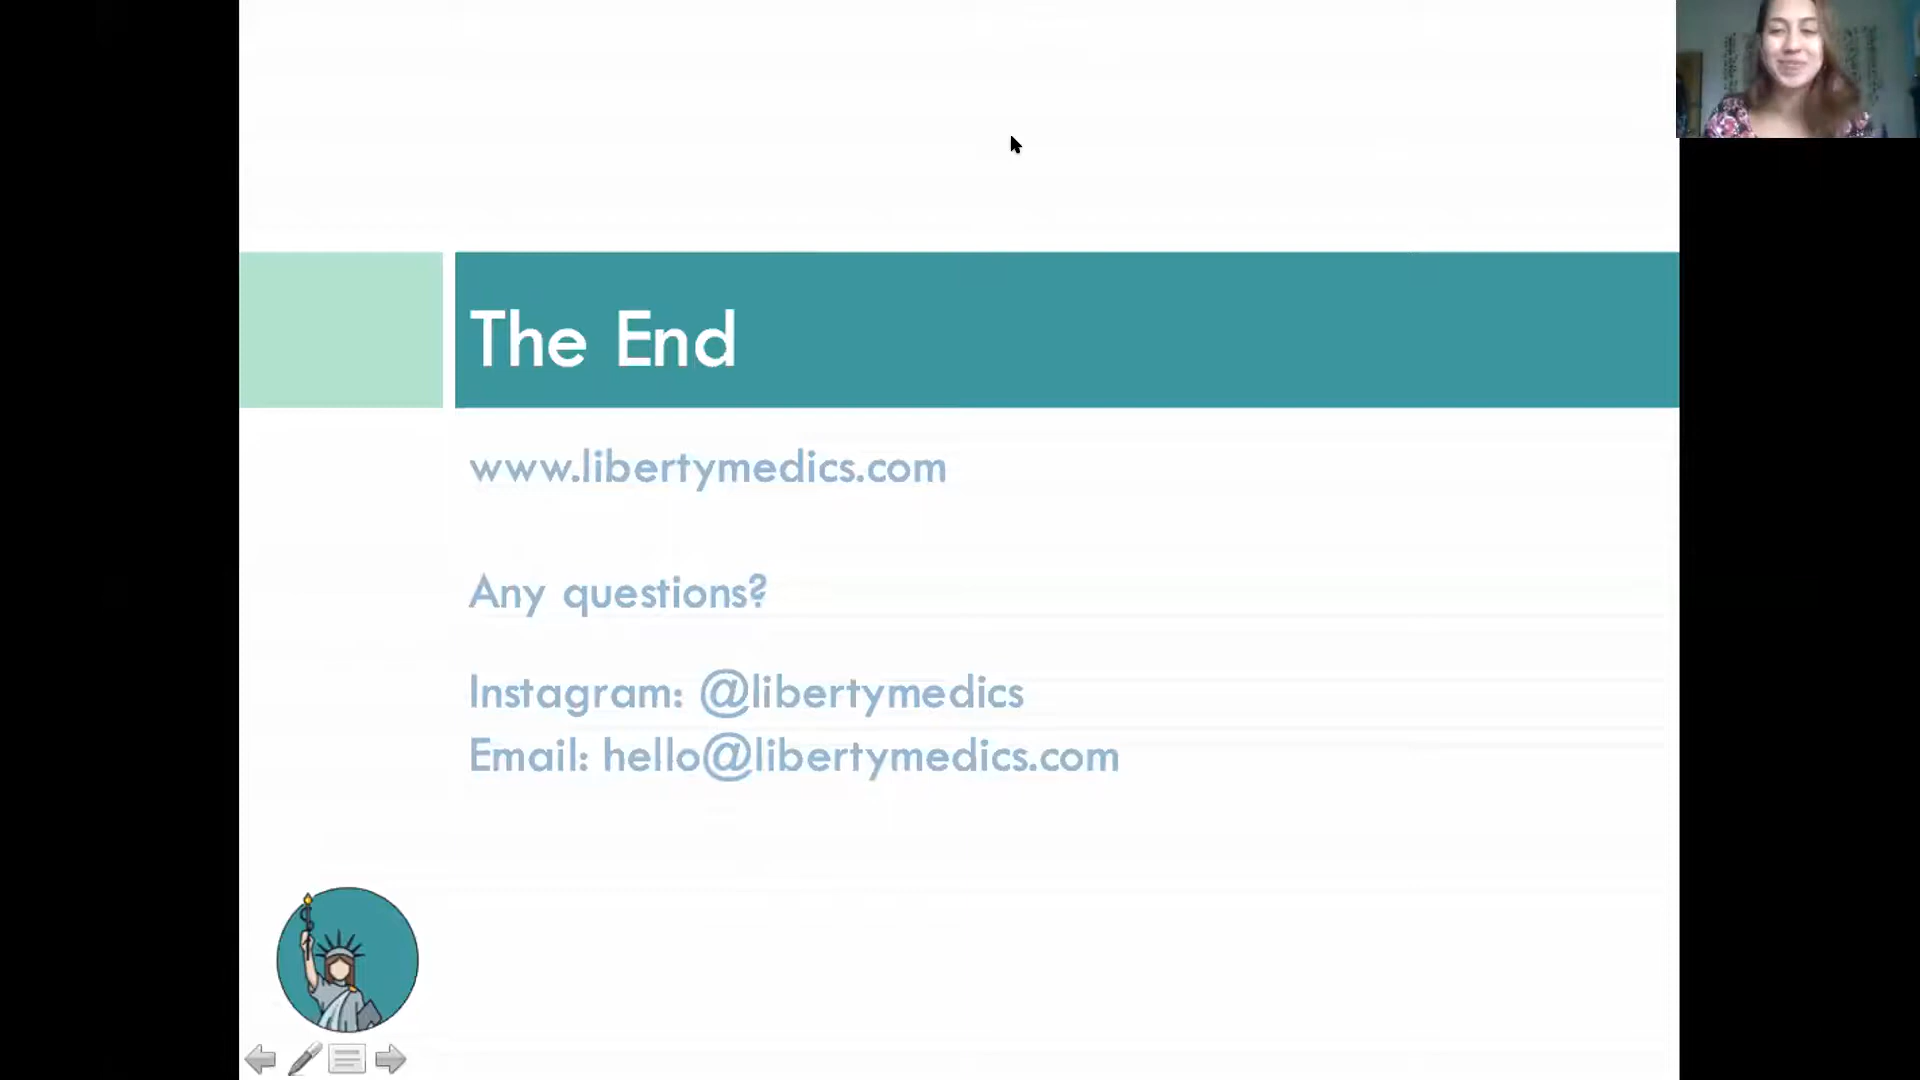 The End
www.libertymedics.com
Any questions?
Instagram: @libertymedics
Email: hello@libertymedics.com